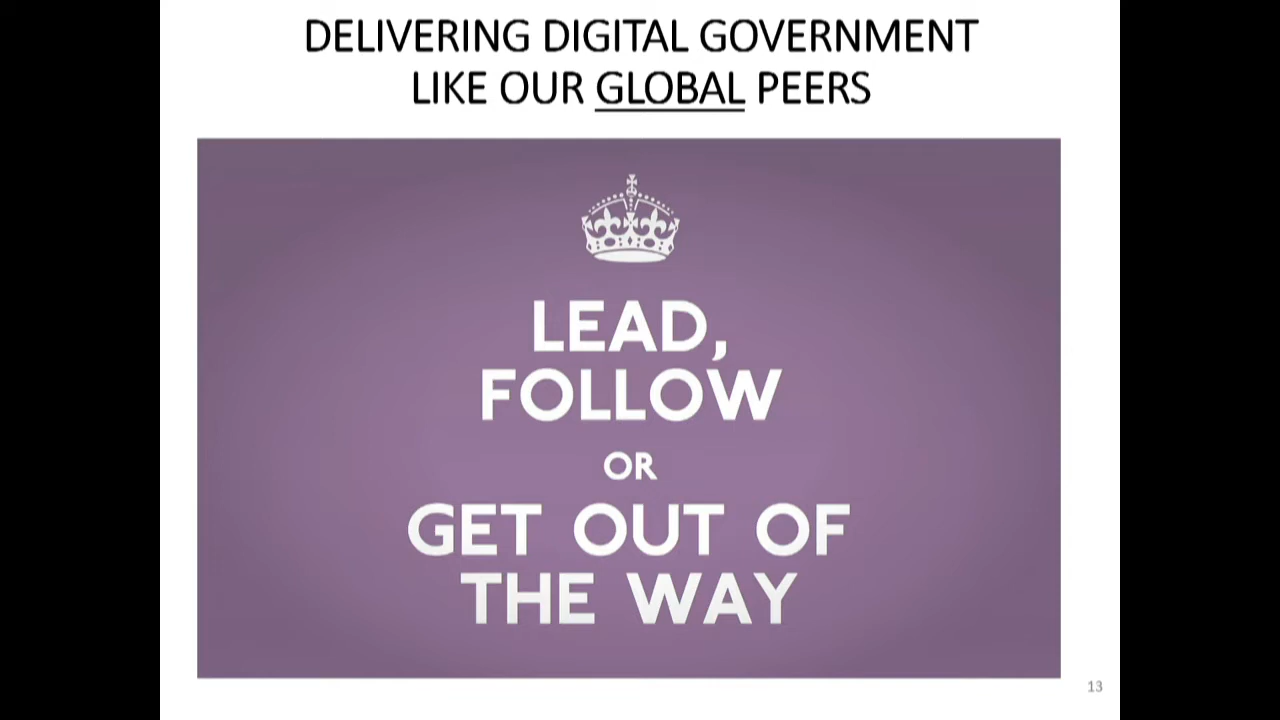 DELIVERING DIGITAL GOVERNMENT
LIKE OUR GLOBAL PEERS
LEAD,
FOLLOW
OR
GET OUT OF
THE WAY
13